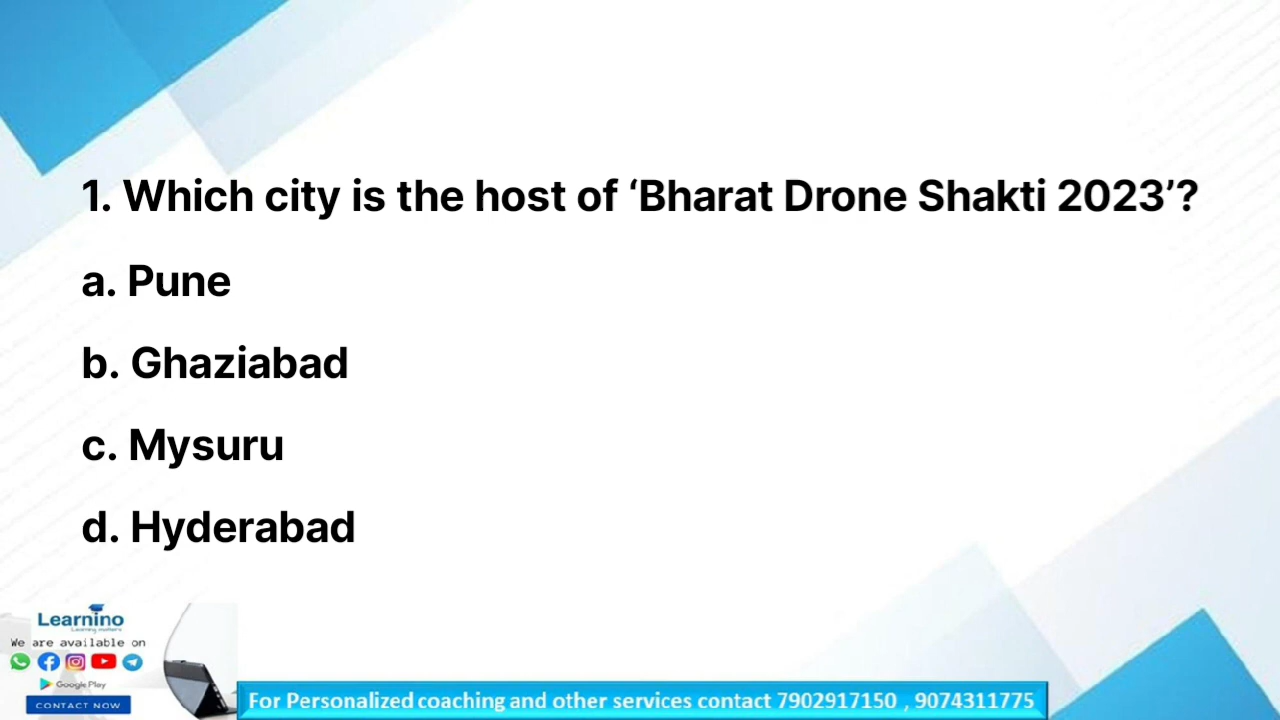 1. Which city is the host of ‘Bharat Drone Shakti 2023’?
a. Pune
b. Ghaziabad
c. Mysuru
d. Hyderabad
Learnino
Learning matters
We are available on
Google Play
CONTACT NOW
For Personalized coaching and other services contact 7902917150 , 9074311775